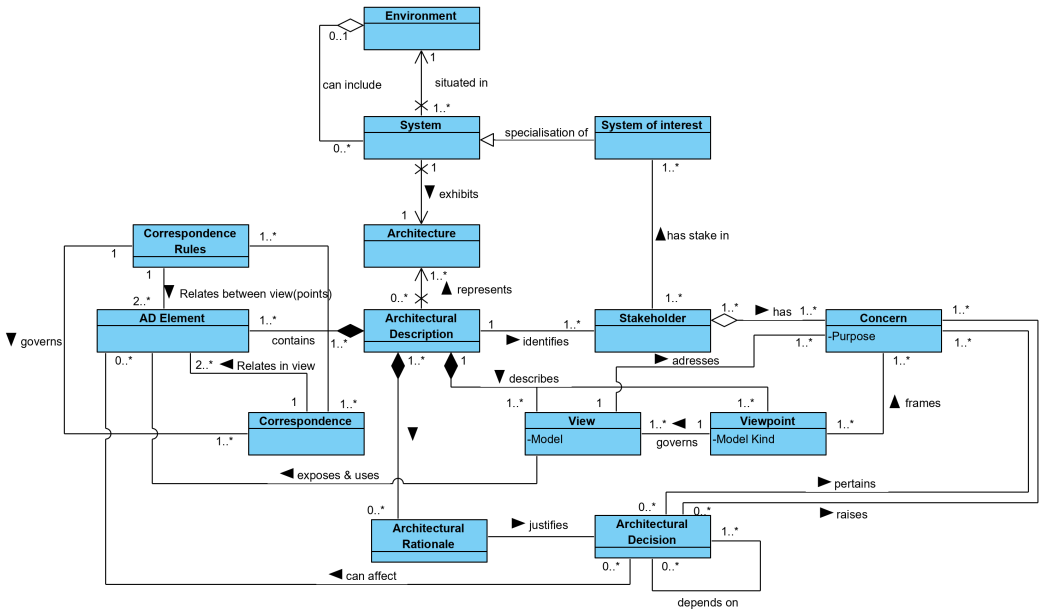 Environment
0..1
1
can include
situated in
1..*
System
System of interest
specialisation of
0..*
1
1..*
exhibits
1
Correspondence
Rules
1..*
Architecture
has stake in
1
1
1..*
2..*
Relates between view(points)
0..*
represents
1..*
1..*
AD Element
1..*
Architectural
Description
1
1..*
Stakeholder
has
1..*
Concern
1..*
-Purpose
governs
contains
1..*
identifies
1..*
1..*
0..*
2..*
Relates in view
1..*
1
adresses
describes
1..*
1
1..*
1..*
1
1..*
frames
Correspondence
View
1..*
1
Viewpoint
1..*
1..*
-Model
governs
-Model Kind
exposes & uses
pertains
0..*
0..*
0..*
raises
Architectural
Rationale
justifies
Architectural
Decision
1..*
0..*
0..*
can affect
depends on